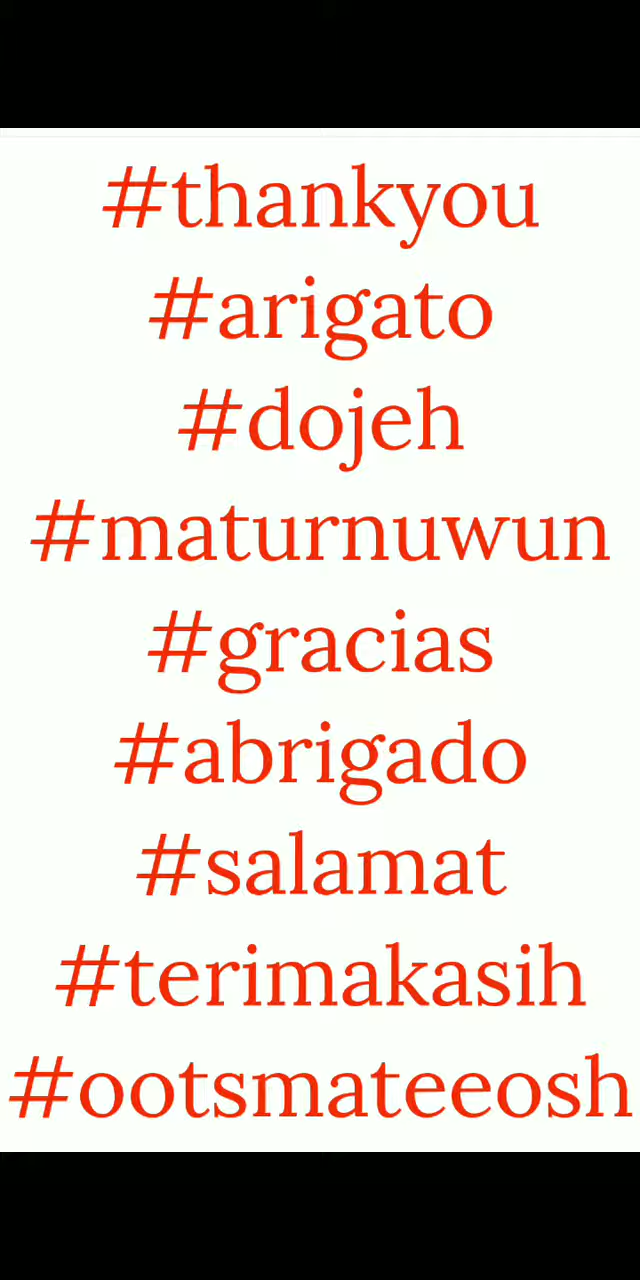 #thankyou
#arigato
#dojeh
#maturnuwun
#gracias
#abrigado
#salamat
#terimakasih
#ootsmateeosh